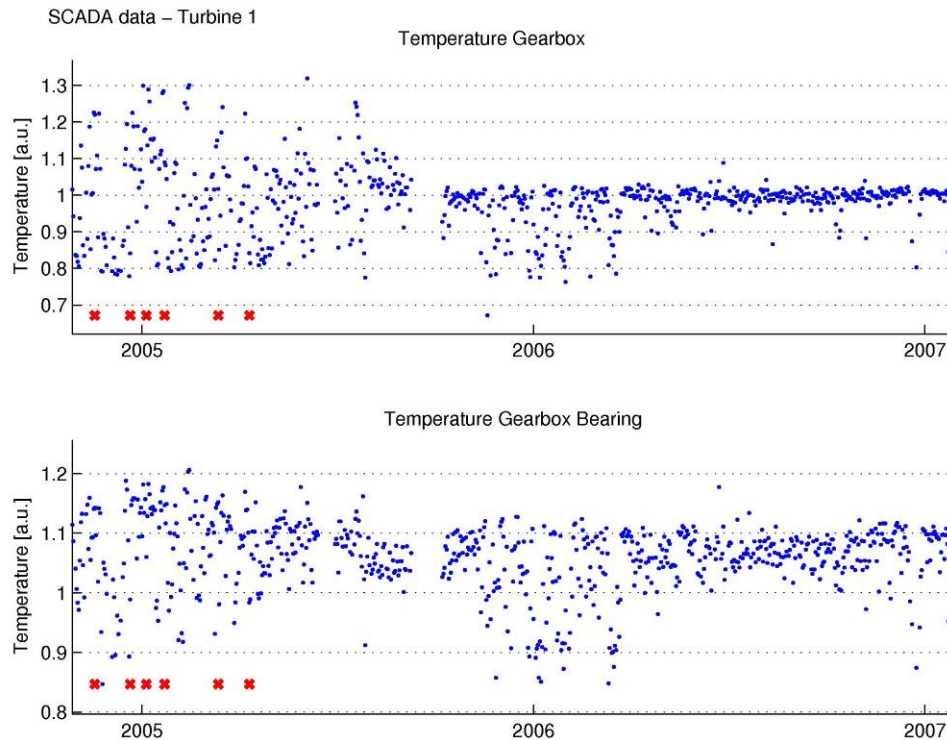 SCADA data – Turbine 1
Temperature Gearbox
Temperature [a.u.]
1.3
1.2
1.1
1
0.9
0.8
0.7
2005 2006 2007
Temperature Gearbox Bearing
Temperature [a.u.]
1.2
1.1
1
0.9
0.8
2005 2006 2007